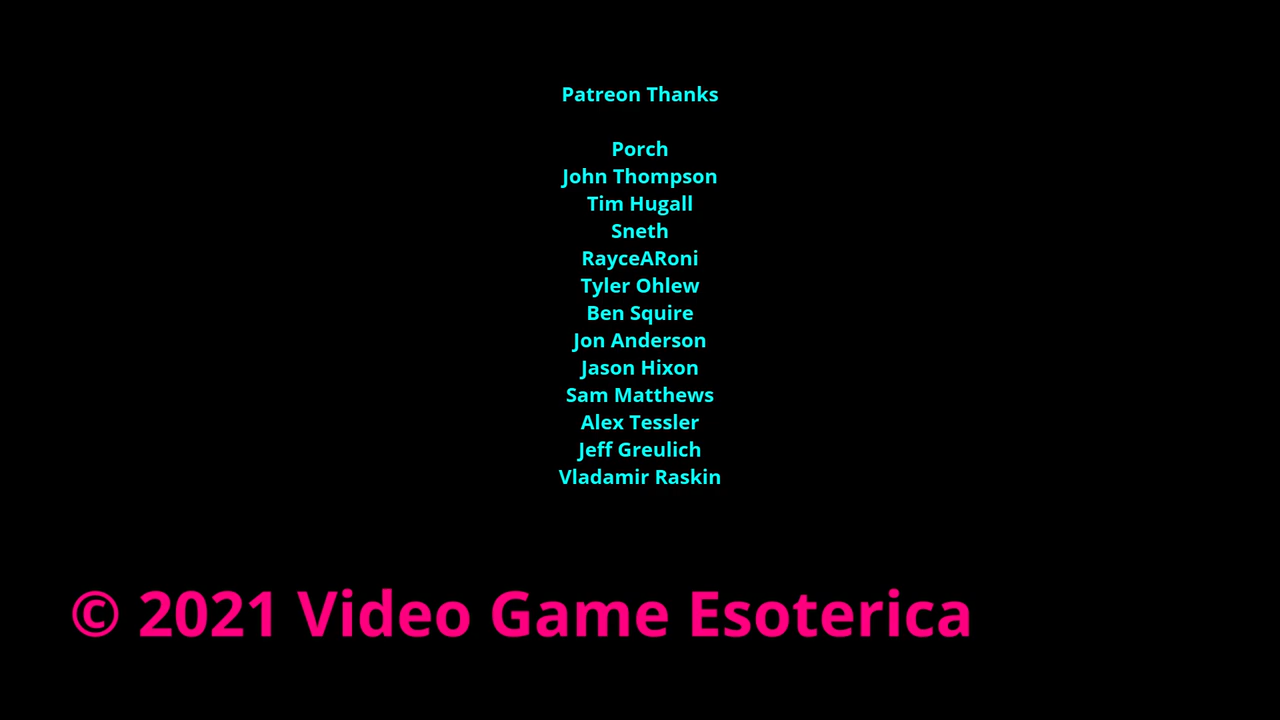 Patreon Thanks
Porch
John Thompson
Tim Hugall
Sneth
RayceARoni
Tyler Ohlew
Ben Squire
Jon Anderson
Jason Hixon
Sam Matthews
Alex Tessler
Jeff Greulich
Vladamir Raskin
© 2021 Video Game Esoterica